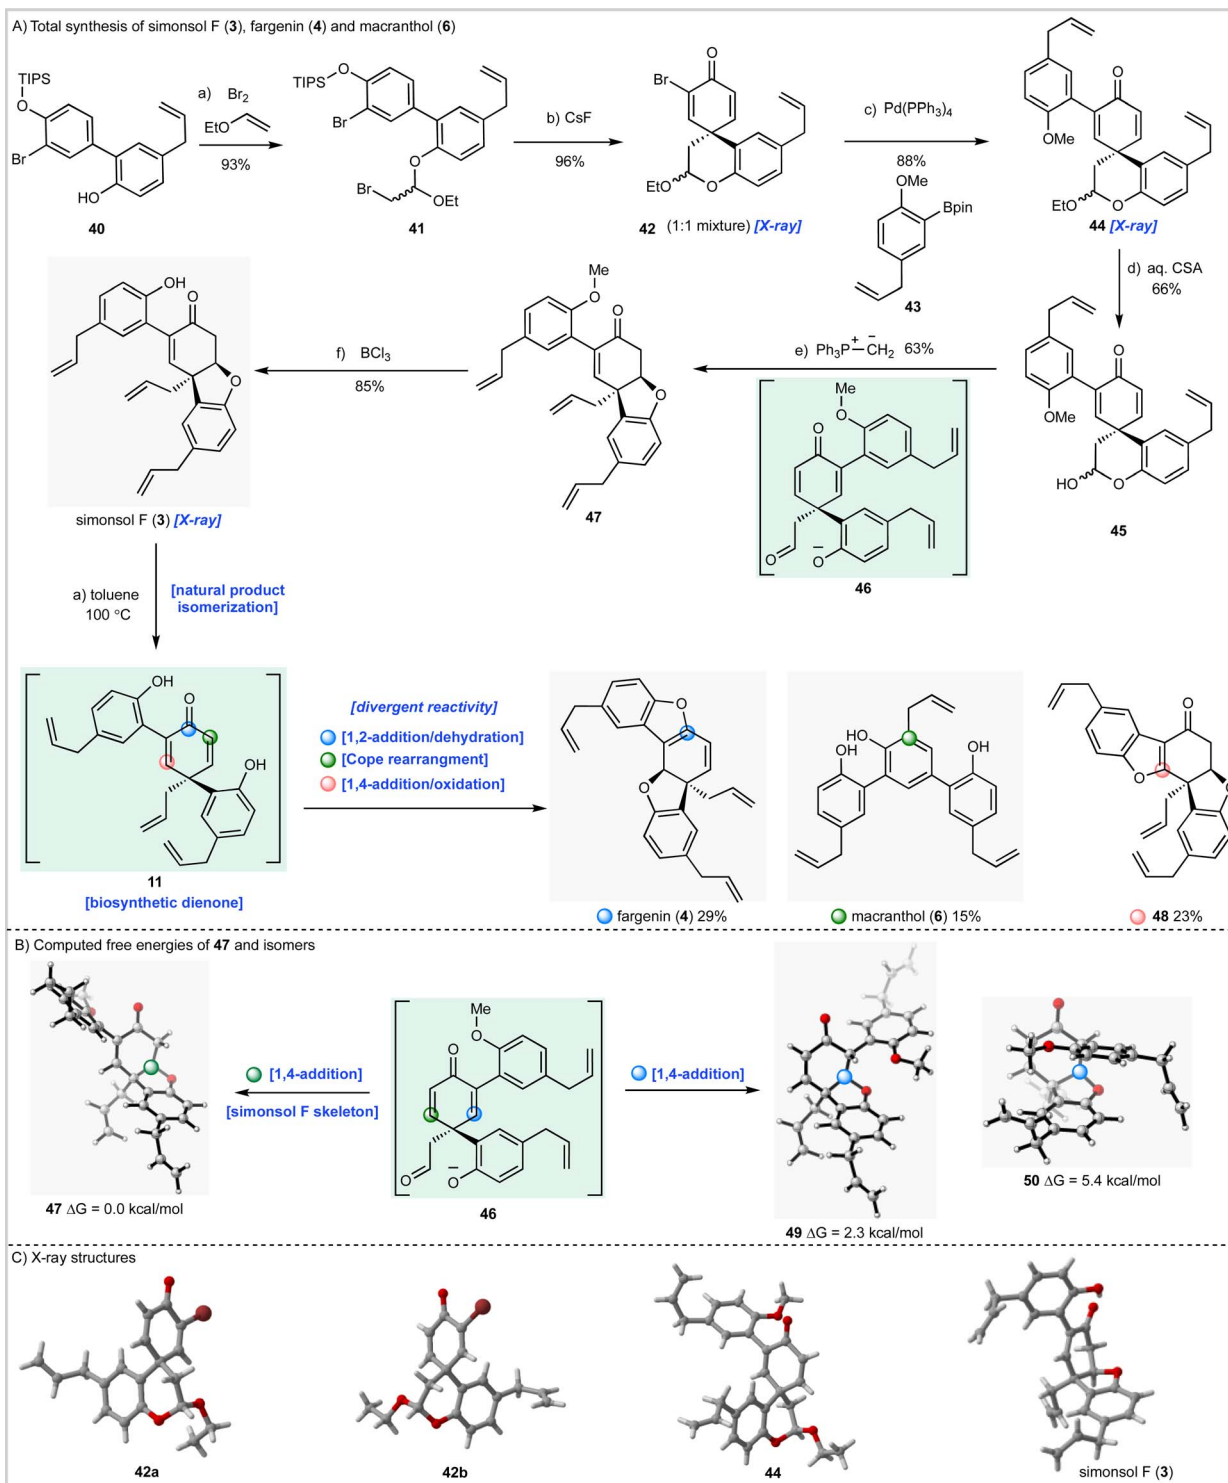 A) Total synthesis of simonsol F (3), fargenin (4) and macranthol (6)
TIPS
O
Br
HO
40
a) Br2
EtO
93%
TIPS
O
Br
O
Br
OEt
41
b) CsF
96%
Br
O
EtO
O
42 (1:1 mixture) [X-ray]
c) Pd(PPh3)4
88%
OMe
Bpin
43
O
OMe
EtO
O
44 [X-ray]
d) aq. CSA
66%
O
OMe
HO
O
45
e) Ph3P+—CH2− 63%
Me
O
O
O
O−
46
Me
O
O
O
47
f) BCl3
85%
OH
O
O
simonsol F (3) [X-ray]
a) toluene
100 °C
[natural product
isomerization]
OH
O
OH
11
[biosynthetic dienone]
[divergent reactivity]
[1,2-addition/dehydration]
[Cope rearrangment]
[1,4-addition/oxidation]
O
O
fargenin (4) 29%
OH
HO
OH
macranthol (6) 15%
O
O
O
48 23%
B) Computed free energies of 47 and isomers
47 ΔG = 0.0 kcal/mol
[1,4-addition]
[simonsol F skeleton]
Me
O
O
O
O−
46
[1,4-addition]
49 ΔG = 2.3 kcal/mol
50 ΔG = 5.4 kcal/mol
C) X-ray structures
42a
42b
44
simonsol F (3)